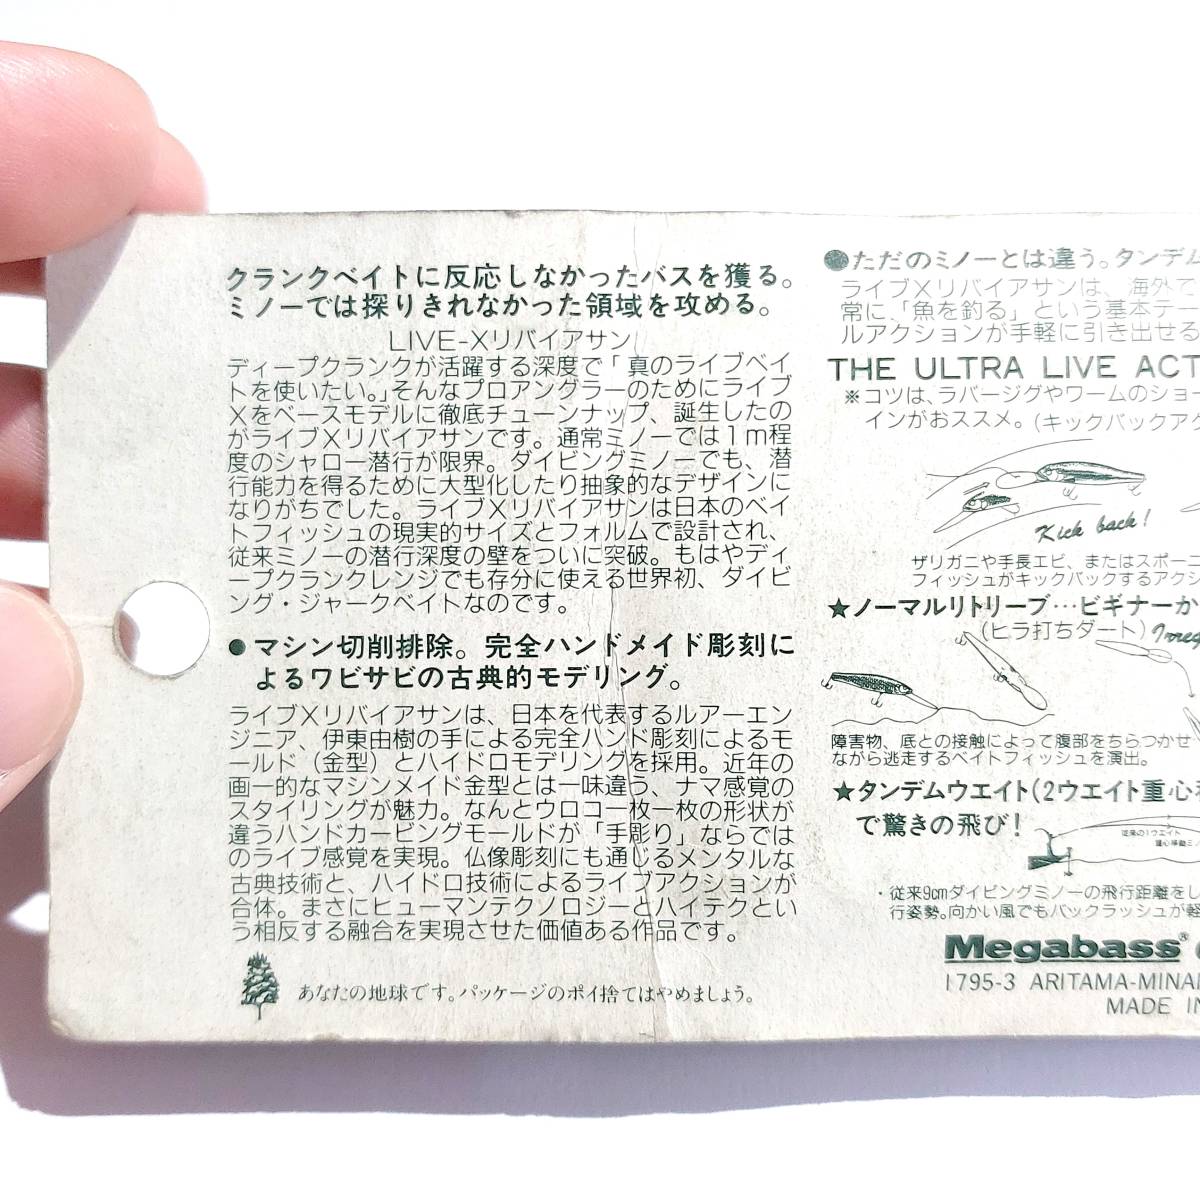 クランクベイトに反応しなかったバスを獲る。
ミノーでは探りきれなかった領域を攻める。
LIVE-Xリバイアサン
ディープクランクが活躍する深度で「真のライブベイ
トを使いたい。」そんなプロアングラーのためにライブ
Xをベースモデルに徹底チューンナップ、誕生したの
がライブXリバイアサンです。通常ミノーでは1m程
度のシャロー潜行が限界。ダイビングミノーでも、潜
行能力を得るために大型化したり抽象的なデザインに
なりがちでした。ライブXリバイアサンは日本のベイ
トフィッシュの現実的サイズとフォルムで設計され、
従来ミノーの潜行深度の壁をついに突破。もはやディ
ープクランクレンジでも存分に使える世界初、ダイビ
ング・ジャークベイトなのです。
●マシン切削排除。完全ハンドメイド彫刻に
よるワビサビの古典的モデリング。
ライブXリバイアサンは、日本を代表するルアーエン
ジニア、伊東由樹の手による完全ハンド彫刻によるモ
ールド（金型）とハイドロモデリングを採用。近年の
画一的なマシンメイド金型とは一味違う、ナマ感覚の
スタイリングが魅力。なんとウロコ一枚一枚の形状が
違うハンドカービングモールドが「手彫り」ならでは
のライブ感覚を実現。仏像彫刻にも通じるメンタルな
古典技術と、ハイドロ技術によるライブアクションが
合体。まさにヒューマンテクノロジーとハイテクとい
う相反する融合を実現させた価値ある作品です。
あなたの地球です。パッケージのポイ捨てはやめましょう。
●ただのミノーとは違う。タンデム
ライブXリバイアサンは、海外で
常に、「魚を釣る」という基本テー
ルアクションが手軽に引き出せる
THE ULTRA LIVE ACT
※コツは、ラバージグやワームのショー
インがおススメ。(キックバックアク
Kick back!
ザリガニや手長エビ、またはスポーニ
フィッシュがキックバックするアクシ
★ノーマルリトリーブ…ビギナーか
(ヒラ打ちダート) Irreg
障害物、底との接触によって腹部をちらつかせ
ながら逃走するベイトフィッシュを演出。
★タンデムウエイト(2ウエイト重心移
で驚きの飛び!
従来の1ウエイト
重心移動ミノ
・従来9cmダイビングミノーの飛行距離をし
行姿勢。向かい風でもバックラッシュが軽
Megabass®
1795-3 ARITAMA-MINAM
MADE IN